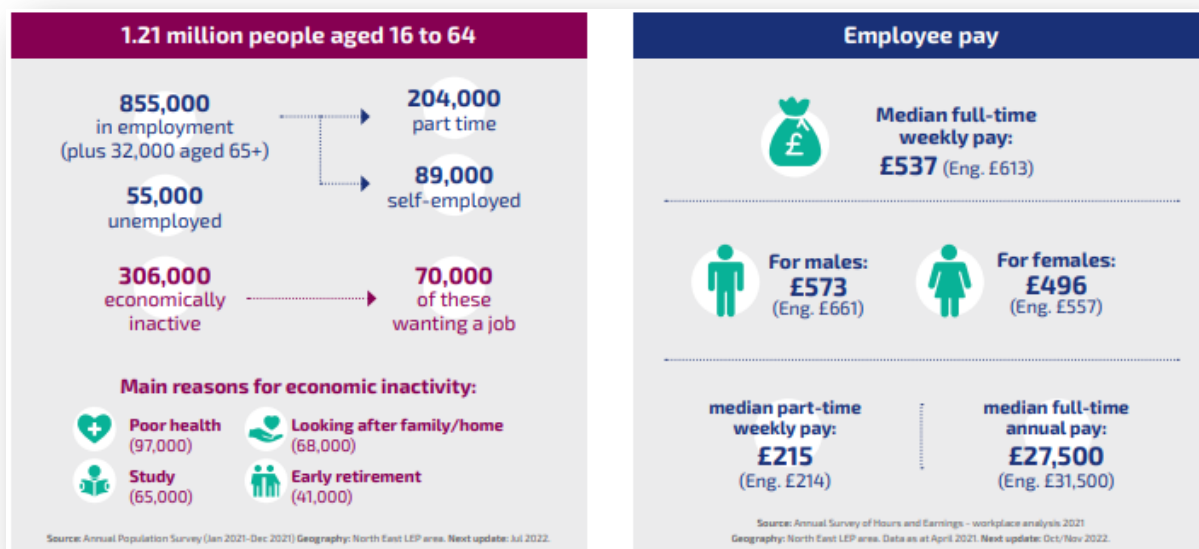 1.21 million people aged 16 to 64
855,000
in employment
(plus 32,000 aged 65+)
204,000
part time
89,000
self-employed
55,000
unemployed
306,000
economically
inactive
70,000
of these
wanting a job
Main reasons for economic inactivity:
Poor health
(97,000)
Looking after family/home
(68,000)
Study
(65,000)
Early retirement
(41,000)
Source: Annual Population Survey (Jan 2021-Dec 2021) Geography: North East LEP area. Next update: Jul 2022.
Employee pay
£
Median full-time
weekly pay:
£537 (Eng. £613)
For males:
£573
(Eng. £661)
For females:
£496
(Eng. £557)
median part-time
weekly pay:
£215
(Eng. £214)
median full-time
annual pay:
£27,500
(Eng. £31,500)
Source: Annual Survey of Hours and Earnings - workplace analysis 2021
Geography: North East LEP area. Data as at April 2021. Next update: Oct/Nov 2022.